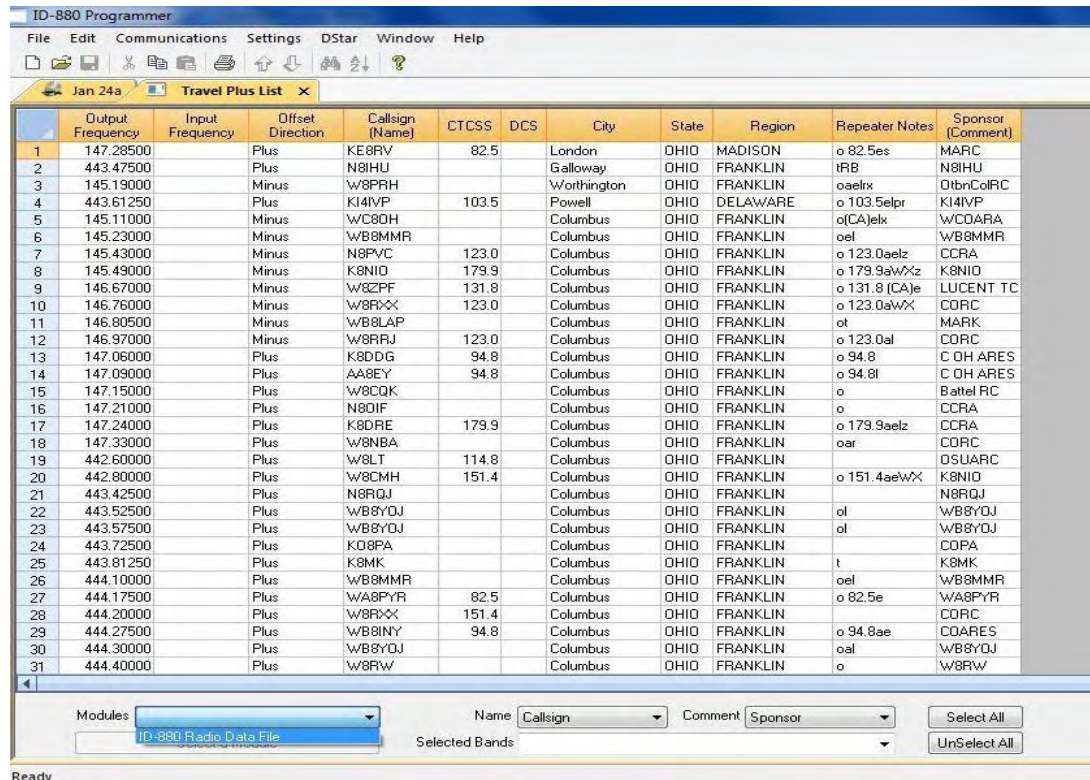 ID-880 Programmer
File Edit Communications Settings DStar Window Help
Jan 24a Travel Plus List ×
Output Frequency Input Frequency Offset Direction Callsign (Name) CTCSS DCS City State Region Repeater Notes Sponsor (Comment)
1 147.28500 Plus KE8RV 82.5 London OHIO MADISON o 82.5es MARC
2 443.47500 Plus N8IHU Galloway OHIO FRANKLIN tRB N8IHU
3 145.19000 Minus W8PRH Worthington OHIO FRANKLIN oaelrx OtbnColRC
4 443.61250 Plus KI4IVP 103.5 Powell OHIO DELAWARE o 103.5elpr KI4IVP
5 145.11000 Minus WC8OH Columbus OHIO FRANKLIN o(CA)elx WCOARA
6 145.23000 Minus WB8MMR Columbus OHIO FRANKLIN oel WB8MMR
7 145.43000 Minus N8PVC 123.0 Columbus OHIO FRANKLIN o 123.0aelz CCRA
8 145.49000 Minus K8NIO 179.9 Columbus OHIO FRANKLIN o 179.9aWXz K8NIO
9 146.67000 Minus W8ZPF 131.8 Columbus OHIO FRANKLIN o 131.8 (CA)e LUCENT TC
10 146.76000 Minus W8RXX 123.0 Columbus OHIO FRANKLIN o 123.0aWX CORC
11 146.80500 Minus WB8LAP Columbus OHIO FRANKLIN ot MARK
12 146.97000 Minus W8RRJ 123.0 Columbus OHIO FRANKLIN o 123.0al CORC
13 147.06000 Plus K8DDG 94.8 Columbus OHIO FRANKLIN o 94.8 C OH ARES
14 147.09000 Plus AA8EY 94.8 Columbus OHIO FRANKLIN o 94.8l C OH ARES
15 147.15000 Plus W8CQK Columbus OHIO FRANKLIN o Battel RC
16 147.21000 Plus N8OIF Columbus OHIO FRANKLIN o CCRA
17 147.24000 Plus K8DRE 179.9 Columbus OHIO FRANKLIN o 179.9aelz CCRA
18 147.33000 Plus W8NBA Columbus OHIO FRANKLIN oar CORC
19 442.60000 Plus W8LT 114.8 Columbus OHIO FRANKLIN OSUARC
20 442.80000 Plus W8CMH 151.4 Columbus OHIO FRANKLIN o 151.4aeWX K8NIO
21 443.42500 Plus N8RQJ Columbus OHIO FRANKLIN N8RQJ
22 443.52500 Plus WB8YOJ Columbus OHIO FRANKLIN ol WB8YOJ
23 443.57500 Plus WB8YOJ Columbus OHIO FRANKLIN ol WB8YOJ
24 443.72500 Plus KO8PA Columbus OHIO FRANKLIN COPA
25 443.81250 Plus K8MK Columbus OHIO FRANKLIN t K8MK
26 444.10000 Plus WB8MMR Columbus OHIO FRANKLIN oel WB8MMR
27 444.17500 Plus WA8PYR 82.5 Columbus OHIO FRANKLIN o 82.5e WA8PYR
28 444.20000 Plus W8RXX 151.4 Columbus OHIO FRANKLIN CORC
29 444.27500 Plus WB8INY 94.8 Columbus OHIO FRANKLIN o 94.8ae COARES
30 444.30000 Plus WB8YOJ Columbus OHIO FRANKLIN oal WB8YOJ
31 444.40000 Plus W8RW Columbus OHIO FRANKLIN o W8RW
Modules Name Callsign Comment Sponsor Select All
ID-880 Radio Data File
Selected Bands UnSelect All
Ready